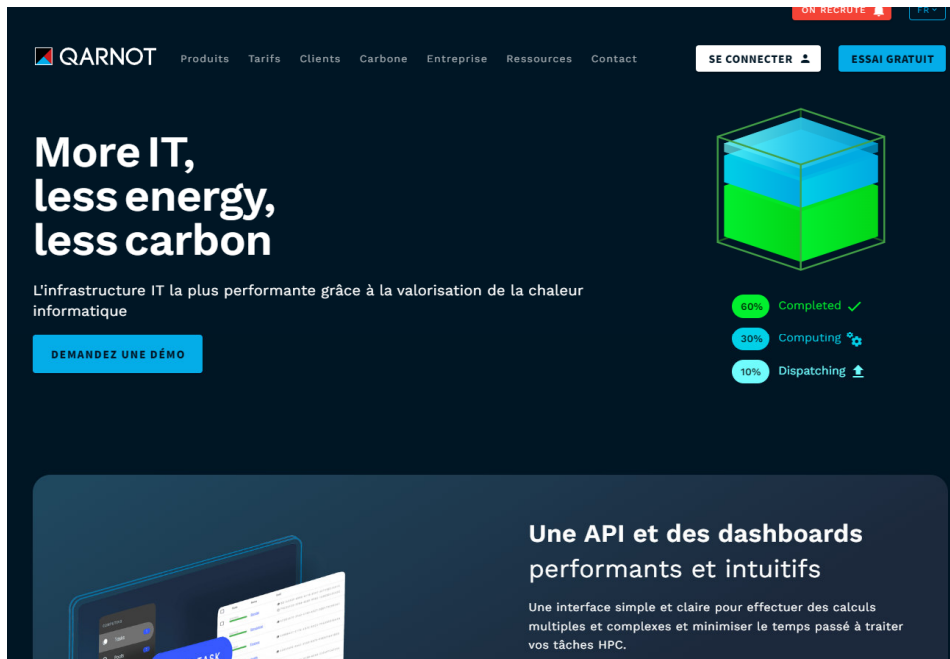 ON RECRUTE
FR
QARNOT
Produits Tarifs Clients Carbone Entreprise Ressources Contact
SE CONNECTER
ESSAI GRATUIT
More IT,
less energy,
less carbon
L'infrastructure IT la plus performante grâce à la valorisation de la chaleur
informatique
DEMANDEZ UNE DÉMO
60% Completed
30% Computing
10% Dispatching
Une API et des dashboards
performants et intuitifs
Une interface simple et claire pour effectuer des calculs
multiples et complexes et minimiser le temps passé à traiter
vos tâches HPC.
TASK